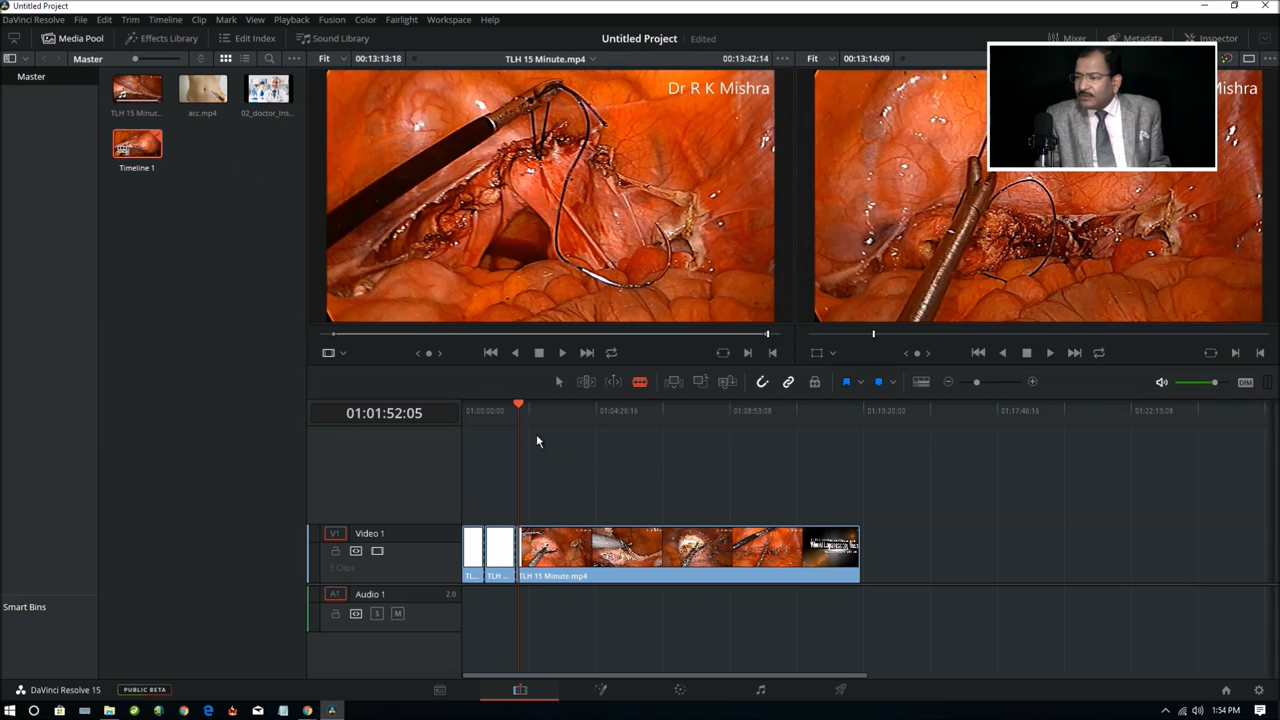 Untitled Project
DaVinci Resolve File Edit Trim Timeline Clip Mark View Playback Fusion Color Fairlight Workspace Help
Media Pool Effects Library Edit Index Sound Library Untitled Project Edited Mixer Metadata Inspector
Master Fit 00:13:13:18 TLH 15 Minute.mp4 00:13:42:14 Fit 00:13:14:09
Master
Dr R K Mishra
Mishra
TLH 15 Minut... acc.mp4 02_doctor_Ins...
Timeline 1
DIM
01:01:52:05 01:00:00:00 01:04:26:16 01:08:53:08 01:13:20:00 01:17:46:16 01:22:13:08
V1 Video 1
3 Clips
TL... TLH ... TLH 15 Minute.mp4
A1 Audio 1 2.0
S M
Smart Bins
DaVinci Resolve 15 PUBLIC BETA
1:54 PM